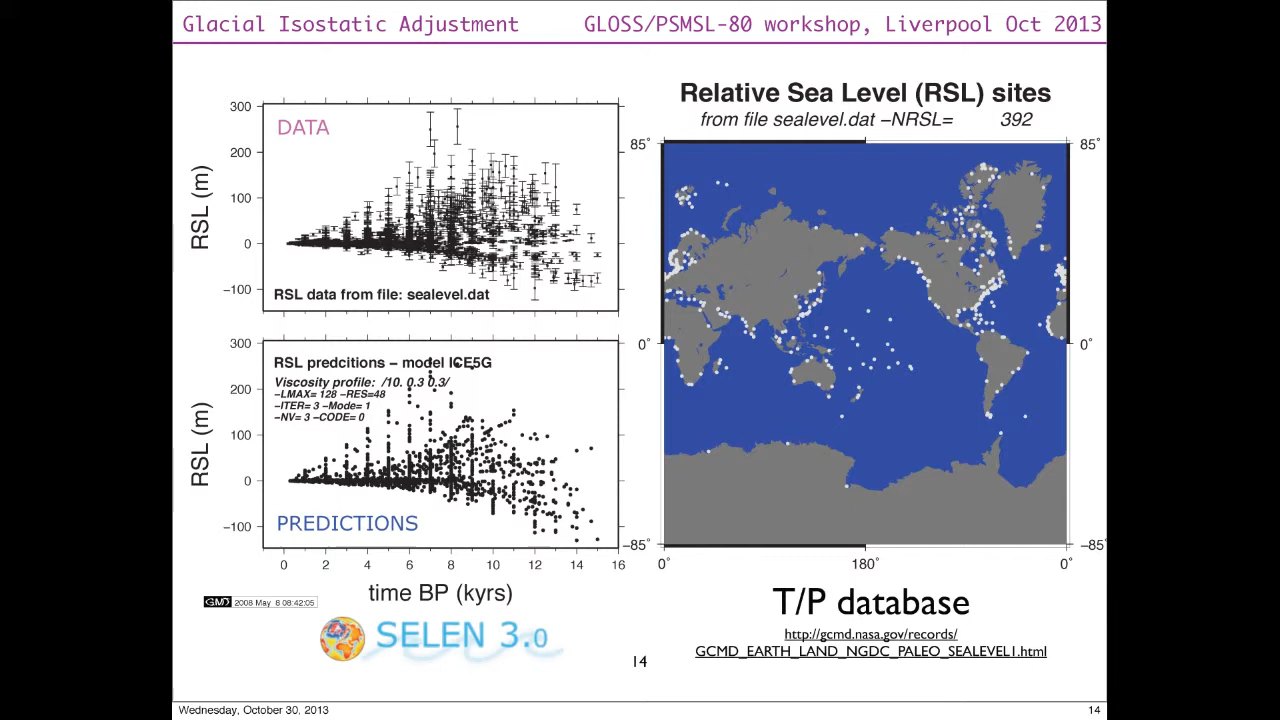 Glacial Isostatic Adjustment
GLOSS/PSMSL-80 workshop, Liverpool Oct 2013
300
200
100
0
−100
RSL (m)
DATA
RSL data from file: sealevel.dat
300
200
100
0
−100
RSL (m)
RSL predcitions – model ICE5G
Viscosity profile: /10. 0.3 0.3/
–LMAX= 128 –RES=48
–ITER= 3 –Mode= 1
–NV= 3 –CODE= 0
PREDICTIONS
0 2 4 6 8 10 12 14 16
time BP (kyrs)
GMD 2008 May 6 08:42:05
SELEN 3.0
Relative Sea Level (RSL) sites
from file sealevel.dat –NRSL= 392
85˚ 85˚
0˚ 0˚
−85˚ −85˚
0˚ 180˚ 0˚
T/P database
http://gcmd.nasa.gov/records/
GCMD_EARTH_LAND_NGDC_PALEO_SEALEVEL1.html
14
Wednesday, October 30, 2013
14